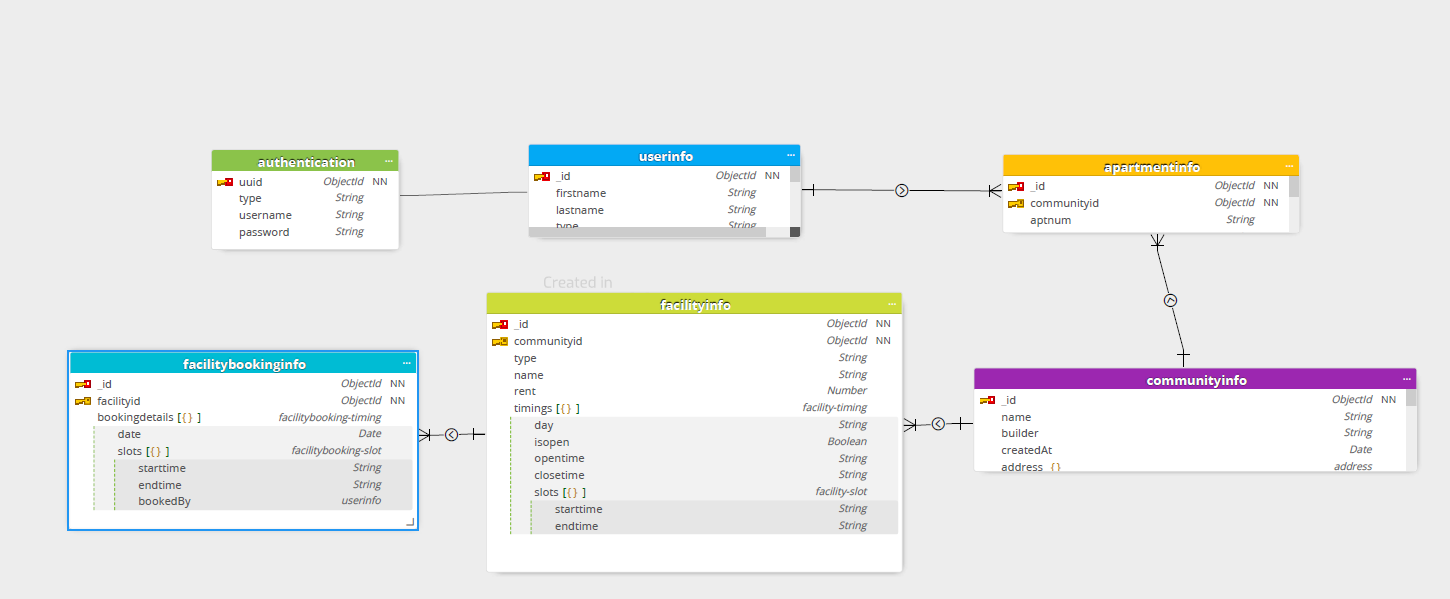 authentication ...
uuid ObjectId NN
type String
username String
password String
userinfo ...
_id ObjectId NN
firstname String
lastname String
type String
apartmentinfo ...
_id ObjectId NN
communityid ObjectId NN
aptnum String
Created in
facilityinfo ...
_id ObjectId NN
communityid ObjectId NN
type String
name String
rent Number
timings [{} ] facility-timing
day String
isopen Boolean
opentime String
closetime String
slots [{} ] facility-slot
starttime String
endtime String
facilitybookinginfo ...
_id ObjectId NN
facilityid ObjectId NN
bookingdetails [{} ] facilitybooking-timing
date Date
slots [{} ] facilitybooking-slot
starttime String
endtime String
bookedBy userinfo
communityinfo ...
_id ObjectId NN
name String
builder String
createdAt Date
address {} address